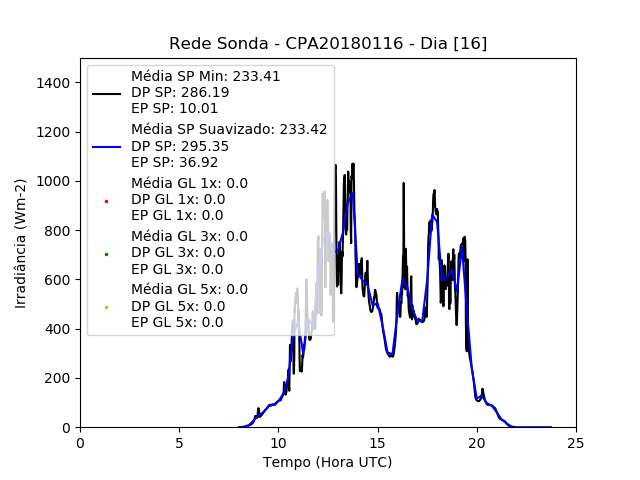 Rede Sonda - CPA20180116 - Dia [16]
Média SP Min: 233.41
DP SP: 286.19
EP SP: 10.01
Média SP Suavizado: 233.42
DP SP: 295.35
EP SP: 36.92
Média GL 1x: 0.0
DP GL 1x: 0.0
EP GL 1x: 0.0
Média GL 3x: 0.0
DP GL 3x: 0.0
EP GL 3x: 0.0
Média GL 5x: 0.0
DP GL 5x: 0.0
EP GL 5x: 0.0
Irradiância (Wm-2)
1400
1200
1000
800
600
400
200
0
0 5 10 15 20 25
Tempo (Hora UTC)